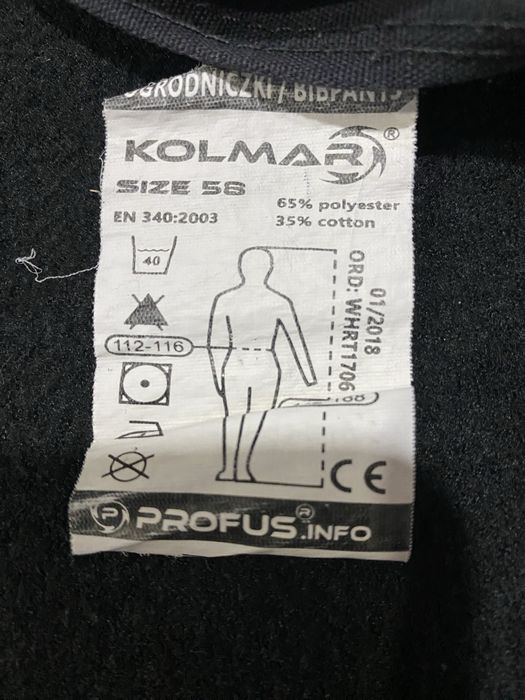 OGRODNICZKI / BIBPANTS
KOLMAR ®
SIZE 58
65% polyester
35% cotton
EN 340:2003
40
112-116
01/2018
ORD: WHRT1706
CE
P PROFUS®.INFO